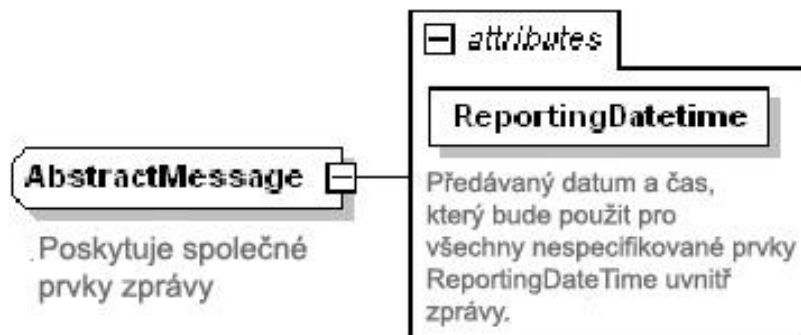 attributes
ReportingDatetime
Předávaný datum a čas,
který bude použit pro
všechny nespecifikované prvky
ReportingDateTime uvnitř
zprávy.
AbstractMessage
Poskytuje společné
prvky zprávy